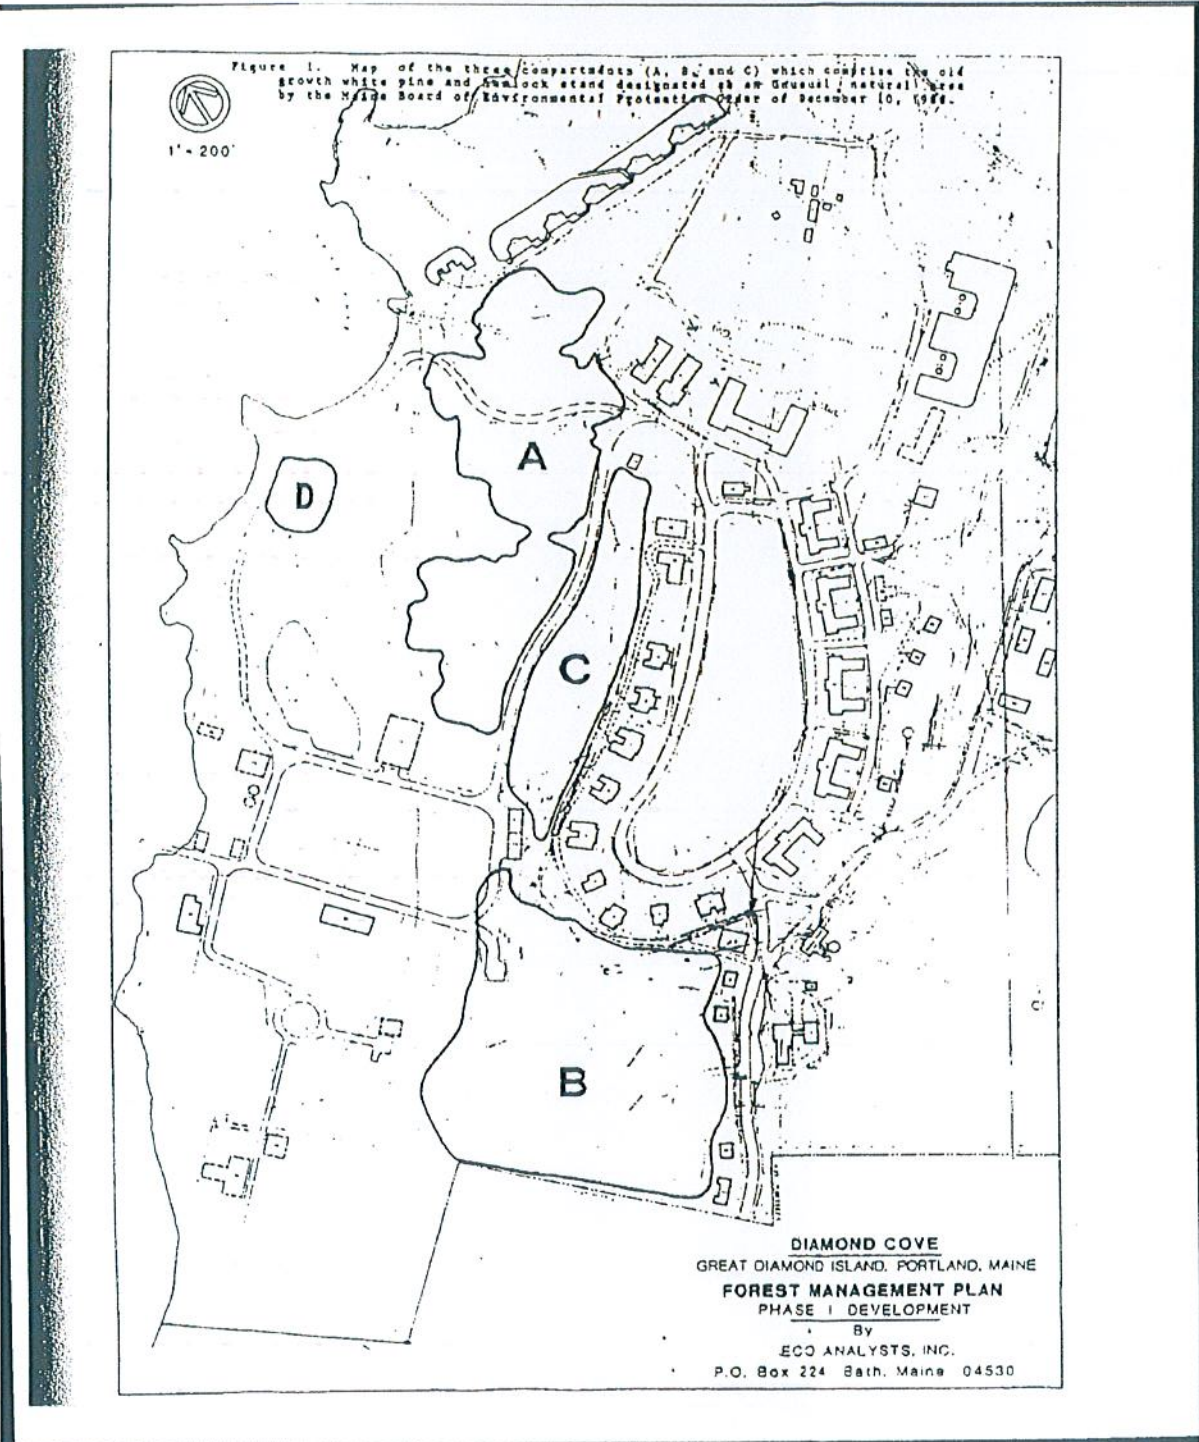 Figure 1. Map of the three compartments (A, B, and C) which comprise the old
growth white pine and hemlock stand designated as an Unusual natural area
by the Maine Board of Environmental Protection Order of December 10,
1" = 200'
A
D
C
B
DIAMOND COVE
GREAT DIAMOND ISLAND, PORTLAND, MAINE
FOREST MANAGEMENT PLAN
PHASE I DEVELOPMENT
By
ECO ANALYSTS, INC.
P.O. Box 224 Bath, Maine 04530